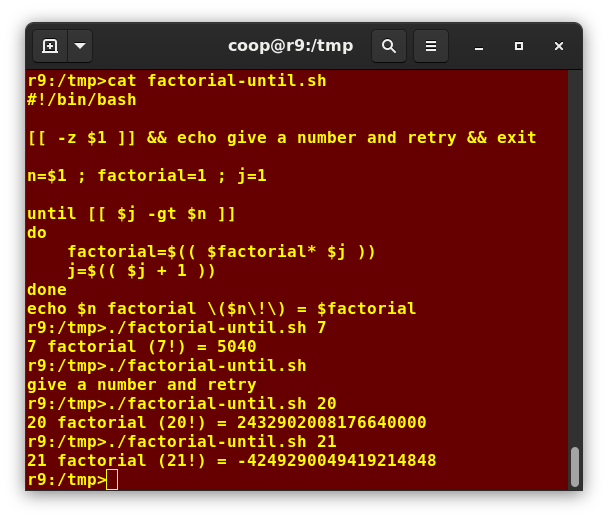 coop@r9:/tmp
r9:/tmp>cat factorial-until.sh
#!/bin/bash
[[ -z $1 ]] && echo give a number and retry && exit
n=$1 ; factorial=1 ; j=1
until [[ $j -gt $n ]]
do
    factorial=$(( $factorial* $j ))
    j=$(( $j + 1 ))
done
echo $n factorial \($n\!\) = $factorial
r9:/tmp>./factorial-until.sh 7
7 factorial (7!) = 5040
r9:/tmp>./factorial-until.sh
give a number and retry
r9:/tmp>./factorial-until.sh 20
20 factorial (20!) = 2432902008176640000
r9:/tmp>./factorial-until.sh 21
21 factorial (21!) = -4249290049419214848
r9:/tmp>